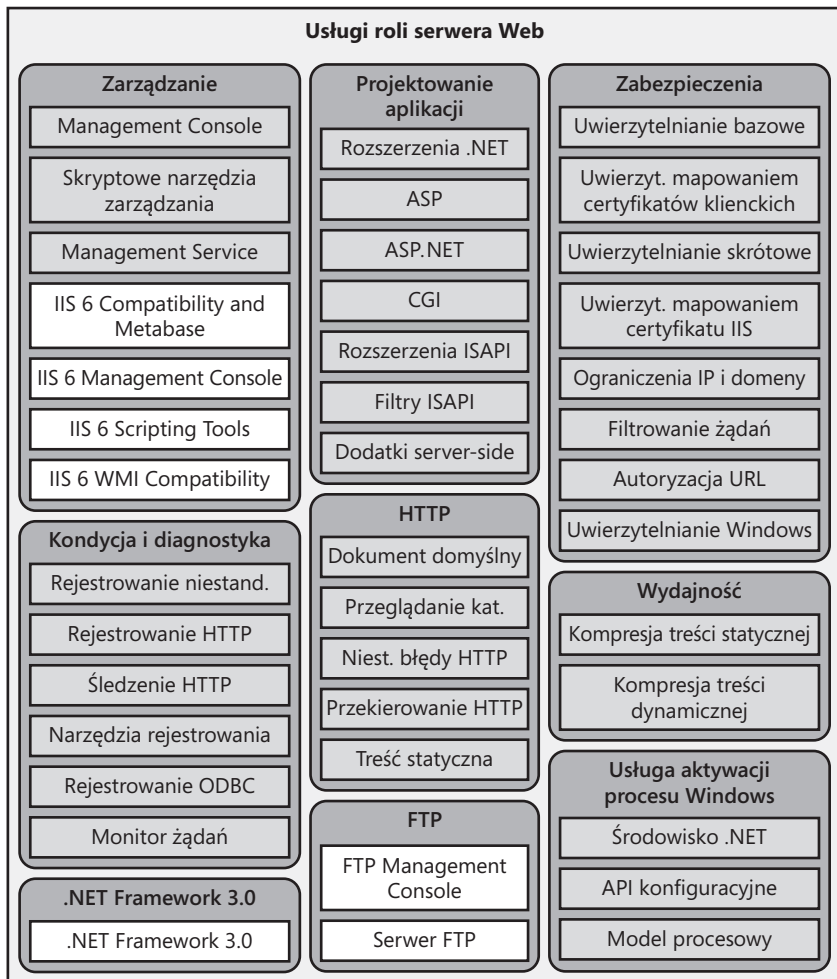 Usługi roli serwera Web
Zarządzanie
Management Console
Skryptowe narzędzia
zarządzania
Management Service
IIS 6 Compatibility and
Metabase
IIS 6 Management Console
IIS 6 Scripting Tools
IIS 6 WMI Compatibility
Kondycja i diagnostyka
Rejestrowanie niestand.
Rejestrowanie HTTP
Śledzenie HTTP
Narzędzia rejestrowania
Rejestrowanie ODBC
Monitor żądań
.NET Framework 3.0
.NET Framework 3.0
Projektowanie
aplikacji
Rozszerzenia .NET
ASP
ASP.NET
CGI
Rozszerzenia ISAPI
Filtry ISAPI
Dodatki server-side
HTTP
Dokument domyślny
Przeglądanie kat.
Niest. błędy HTTP
Przekierowanie HTTP
Treść statyczna
FTP
FTP Management
Console
Serwer FTP
Zabezpieczenia
Uwierzytelnianie bazowe
Uwierzyt. mapowaniem
certyfikatów klienckich
Uwierzytelnianie skrótowe
Uwierzyt. mapowaniem
certyfikatu IIS
Ograniczenia IP i domeny
Filtrowanie żądań
Autoryzacja URL
Uwierzytelnianie Windows
Wydajność
Kompresja treści statycznej
Kompresja treści
dynamicznej
Usługa aktywacji
procesu Windows
Środowisko .NET
API konfiguracyjne
Model procesowy